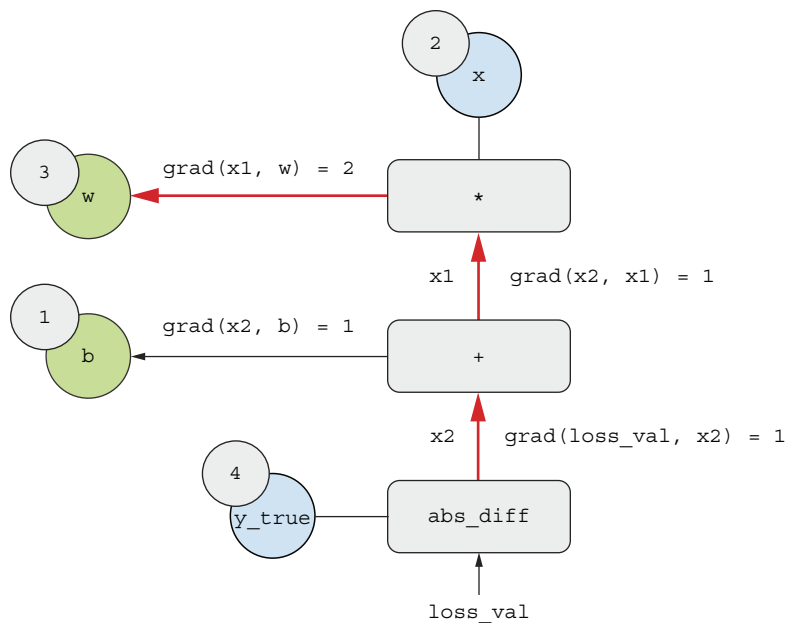 2
x
3
grad(x1, w) = 2
w
*
x1 grad(x2, x1) = 1
1
grad(x2, b) = 1
b
+
x2 grad(loss_val, x2) = 1
4
y_true
abs_diff
loss_val